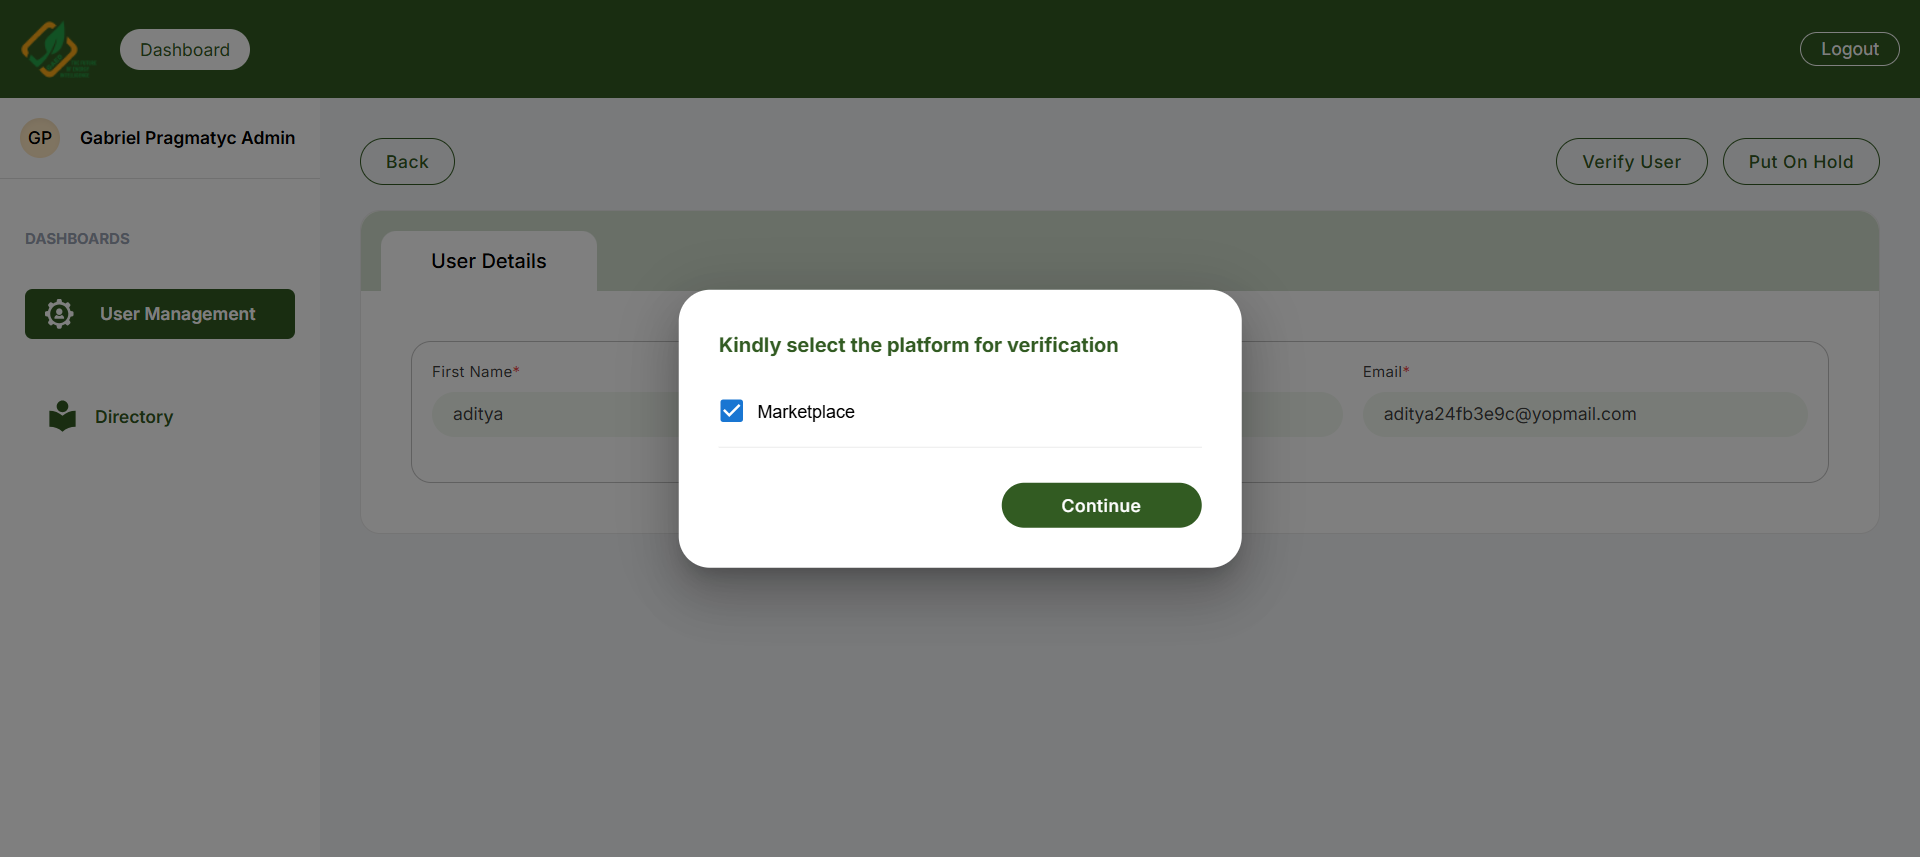 Dashboard
Logout
GP
Gabriel Pragmatyc Admin
Back
Verify User
Put On Hold
DASHBOARDS
User Management
Directory
User Details
First Name*
aditya
Email*
aditya24fb3e9c@yopmail.com
Kindly select the platform for verification
Marketplace
Continue